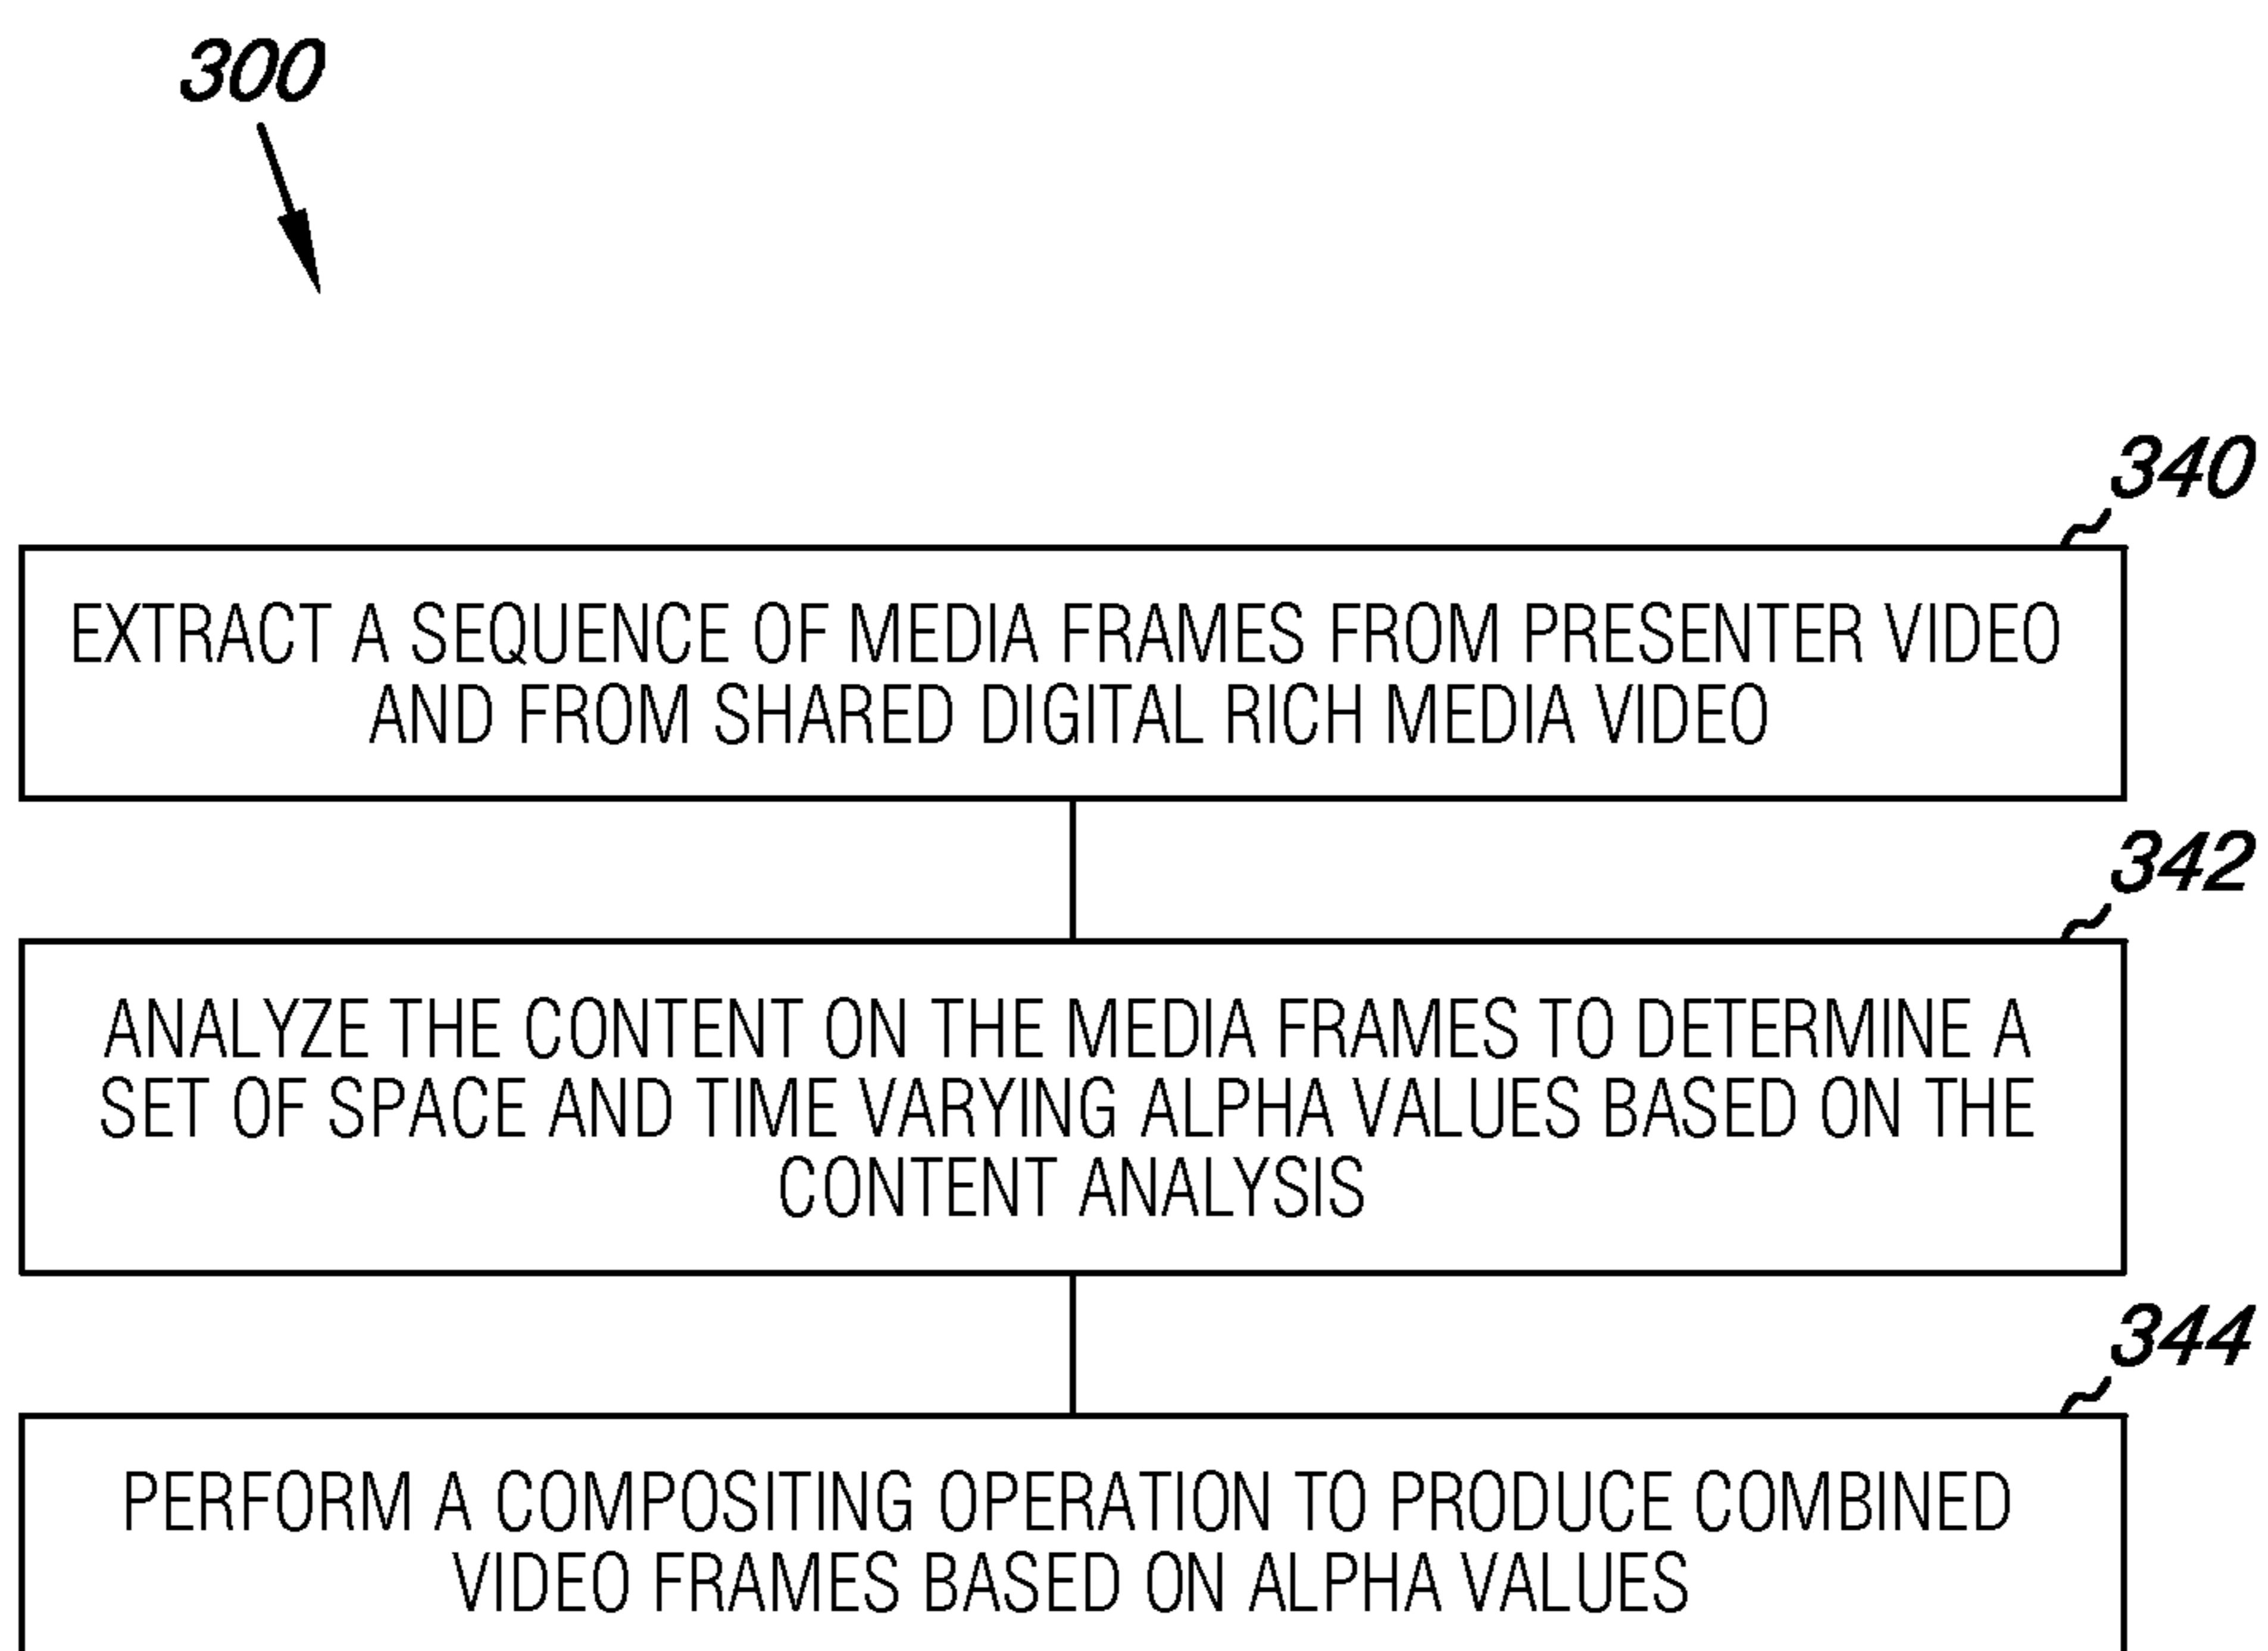 300
340
EXTRACT A SEQUENCE OF MEDIA FRAMES FROM PRESENTER VIDEO
AND FROM SHARED DIGITAL RICH MEDIA VIDEO
342
ANALYZE THE CONTENT ON THE MEDIA FRAMES TO DETERMINE A
SET OF SPACE AND TIME VARYING ALPHA VALUES BASED ON THE
CONTENT ANALYSIS
344
PERFORM A COMPOSITING OPERATION TO PRODUCE COMBINED
VIDEO FRAMES BASED ON ALPHA VALUES